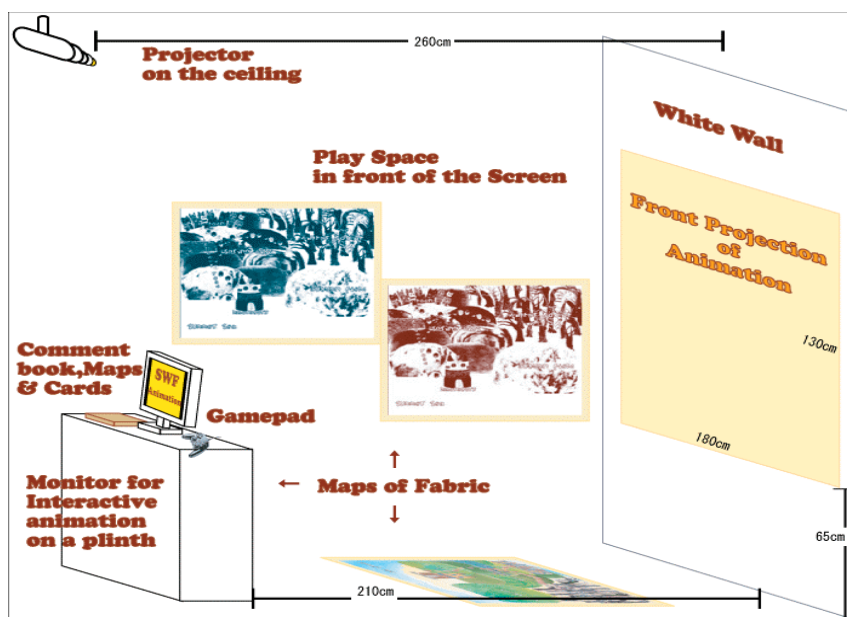 260cm
Projector
on the ceiling
White Wall
Play Space
in front of the Screen
Front Projection
of
Animation
130cm
180cm
Comment
book,Maps
& Cards
SWF
Animation
Gamepad
Monitor for
Interactive
animation
on a plinth
Maps of Fabric
65cm
210cm